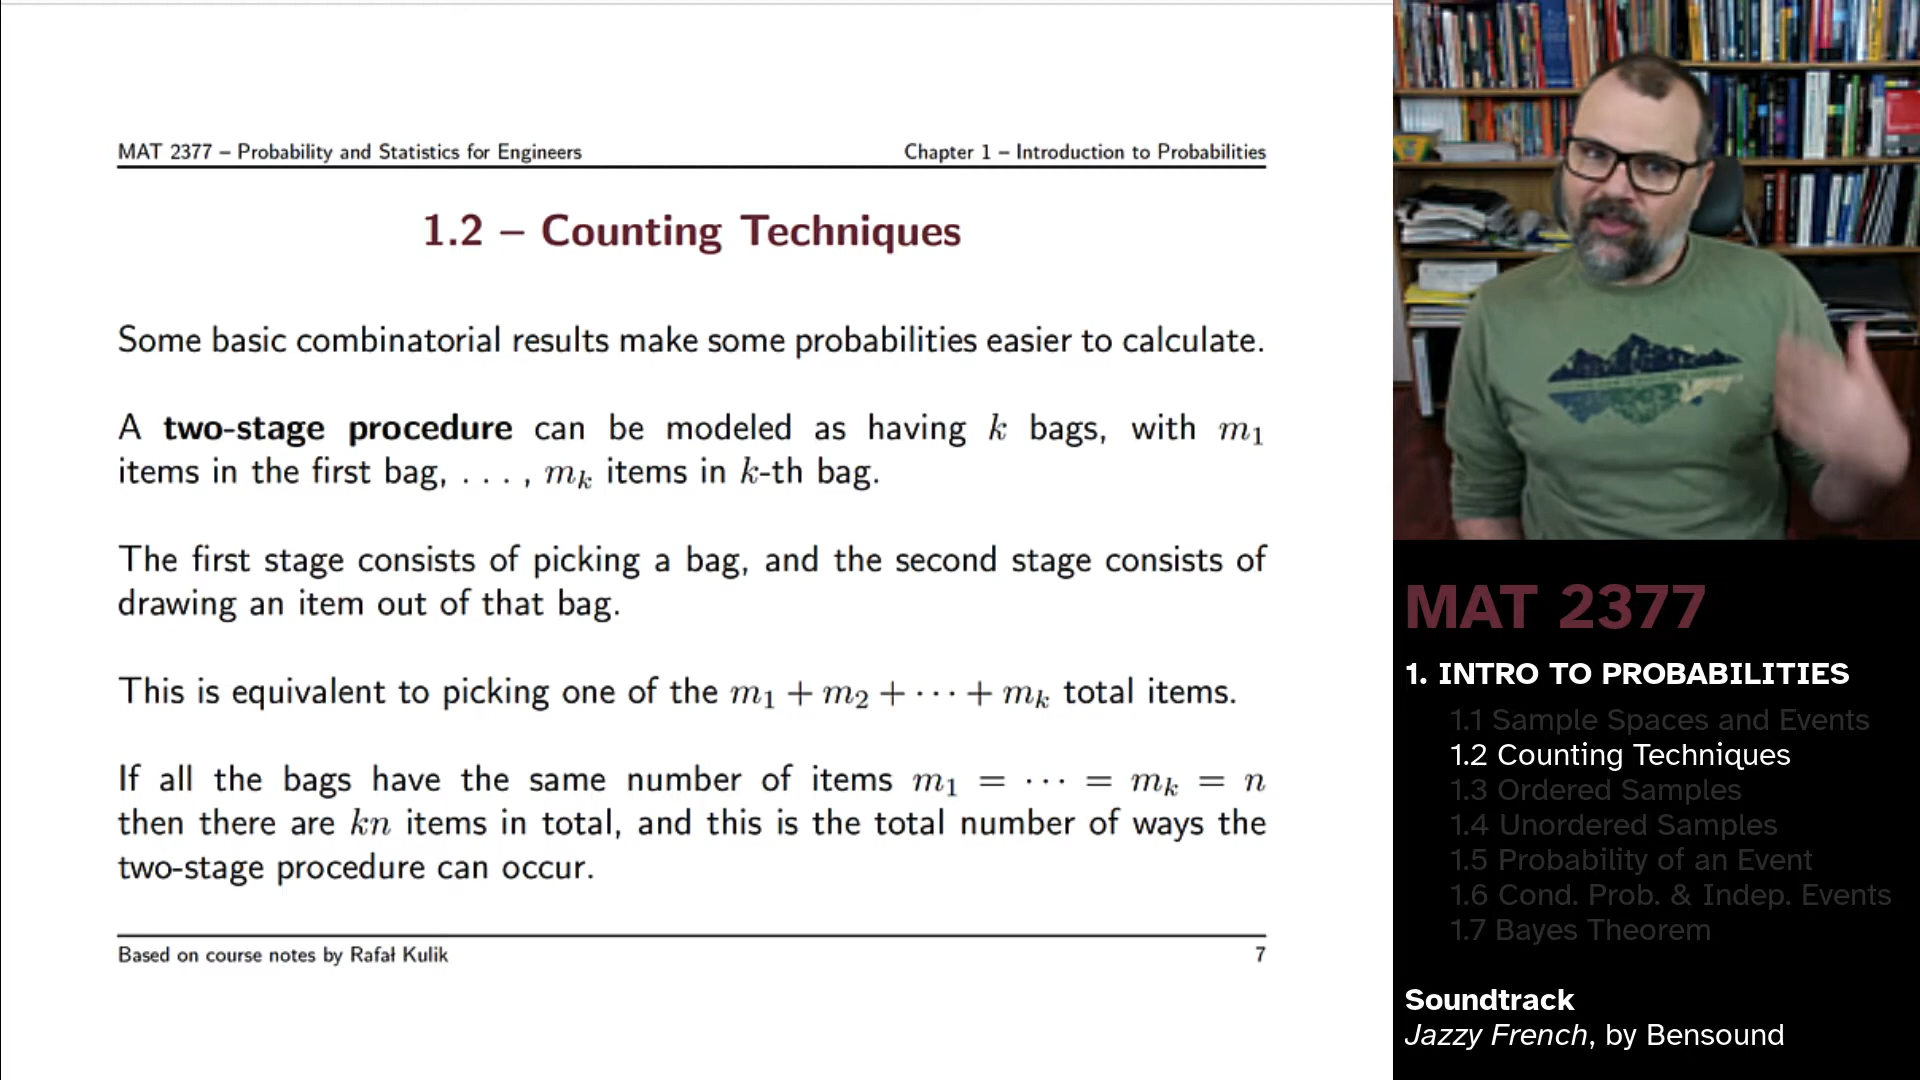 MAT 2377 – Probability and Statistics for Engineers
Chapter 1 – Introduction to Probabilities
1.2 – Counting Techniques
Some basic combinatorial results make some probabilities easier to calculate.
A two-stage procedure can be modeled as having k bags, with m₁
items in the first bag, . . . , mₖ items in k-th bag.
The first stage consists of picking a bag, and the second stage consists of
drawing an item out of that bag.
This is equivalent to picking one of the m₁ + m₂ + ··· + mₖ total items.
If all the bags have the same number of items m₁ = ··· = mₖ = n
then there are kn items in total, and this is the total number of ways the
two-stage procedure can occur.
Based on course notes by Rafał Kulik
7
MAT 2377
1. INTRO TO PROBABILITIES
1.1 Sample Spaces and Events
1.2 Counting Techniques
1.3 Ordered Samples
1.4 Unordered Samples
1.5 Probability of an Event
1.6 Cond. Prob. & Indep. Events
1.7 Bayes Theorem
Soundtrack
Jazzy French, by Bensound